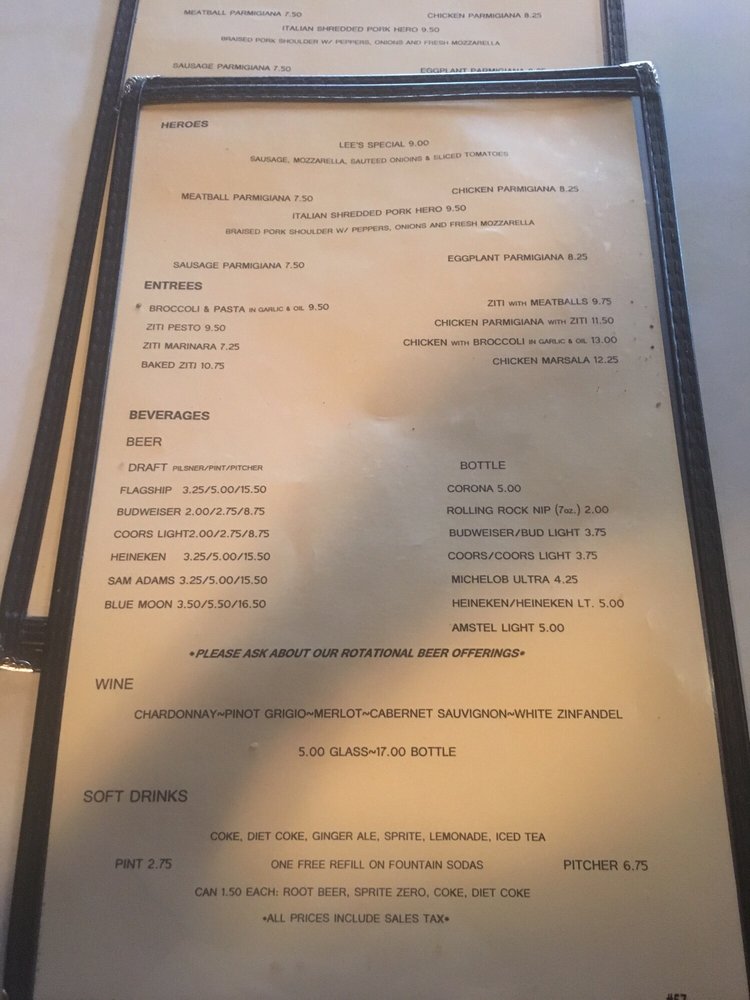 MEATBALL PARMIGIANA 7.50 CHICKEN PARMIGIANA 8.25
ITALIAN SHREDDED PORK HERO 9.50
BRAISED PORK SHOULDER W/ PEPPERS, ONIONS AND FRESH MOZZARELLA
SAUSAGE PARMIGIANA 7.50 EGGPLANT PARMIGIANA
HEROES
LEE'S SPECIAL 9.00
SAUSAGE, MOZZARELLA, SAUTEED ONIOINS & SLICED TOMATOES
MEATBALL PARMIGIANA 7.50 CHICKEN PARMIGIANA 8.25
ITALIAN SHREDDED PORK HERO 9.50
BRAISED PORK SHOULDER W/ PEPPERS, ONIONS AND FRESH MOZZARELLA
SAUSAGE PARMIGIANA 7.50 EGGPLANT PARMIGIANA 8.25
ENTREES
BROCCOLI & PASTA IN GARLIC & OIL 9.50 ZITI WITH MEATBALLS 9.75
ZITI PESTO 9.50 CHICKEN PARMIGIANA WITH ZITI 11.50
ZITI MARINARA 7.25 CHICKEN WITH BROCCOLI IN GARLIC & OIL 13.00
BAKED ZITI 10.75 CHICKEN MARSALA 12.25
BEVERAGES
BEER
DRAFT PILSNER/PINT/PITCHER BOTTLE
FLAGSHIP 3.25/5.00/15.50 CORONA 5.00
BUDWEISER 2.00/2.75/8.75 ROLLING ROCK NIP (7oz.) 2.00
COORS LIGHT2.00/2.75/8.75 BUDWEISER/BUD LIGHT 3.75
HEINEKEN 3.25/5.00/15.50 COORS/COORS LIGHT 3.75
SAM ADAMS 3.25/5.00/15.50 MICHELOB ULTRA 4.25
BLUE MOON 3.50/5.50/16.50 HEINEKEN/HEINEKEN LT. 5.00
AMSTEL LIGHT 5.00
*PLEASE ASK ABOUT OUR ROTATIONAL BEER OFFERINGS*
WINE
CHARDONNAY~PINOT GRIGIO~MERLOT~CABERNET SAUVIGNON~WHITE ZINFANDEL
5.00 GLASS~17.00 BOTTLE
SOFT DRINKS
COKE, DIET COKE, GINGER ALE, SPRITE, LEMONADE, ICED TEA
PINT 2.75 ONE FREE REFILL ON FOUNTAIN SODAS PITCHER 6.75
CAN 1.50 EACH: ROOT BEER, SPRITE ZERO, COKE, DIET COKE
*ALL PRICES INCLUDE SALES TAX*